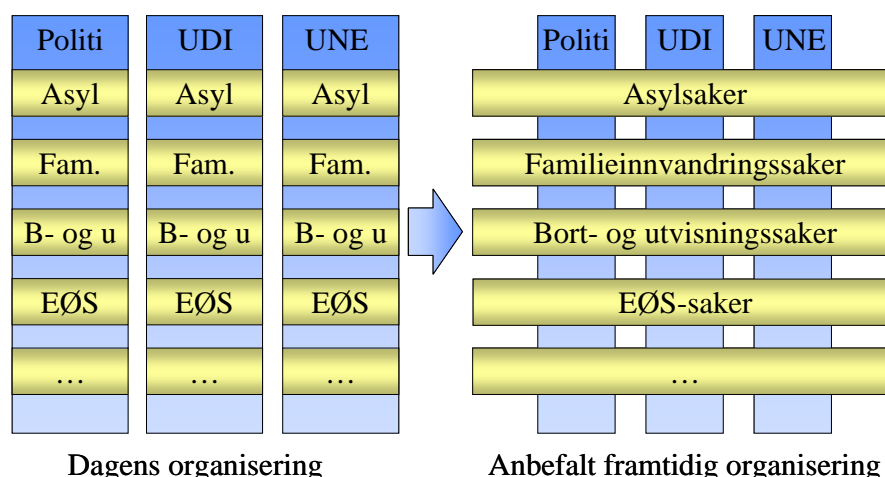 Politi UDI UNE
Asyl Asyl Asyl
Fam. Fam. Fam.
B- og u B- og u B- og u
EØS EØS EØS
… … …
Dagens organisering
Politi UDI UNE
Asylsaker
Familieinnvandringssaker
Bort- og utvisningssaker
EØS-saker
…
Anbefalt framtidig organisering